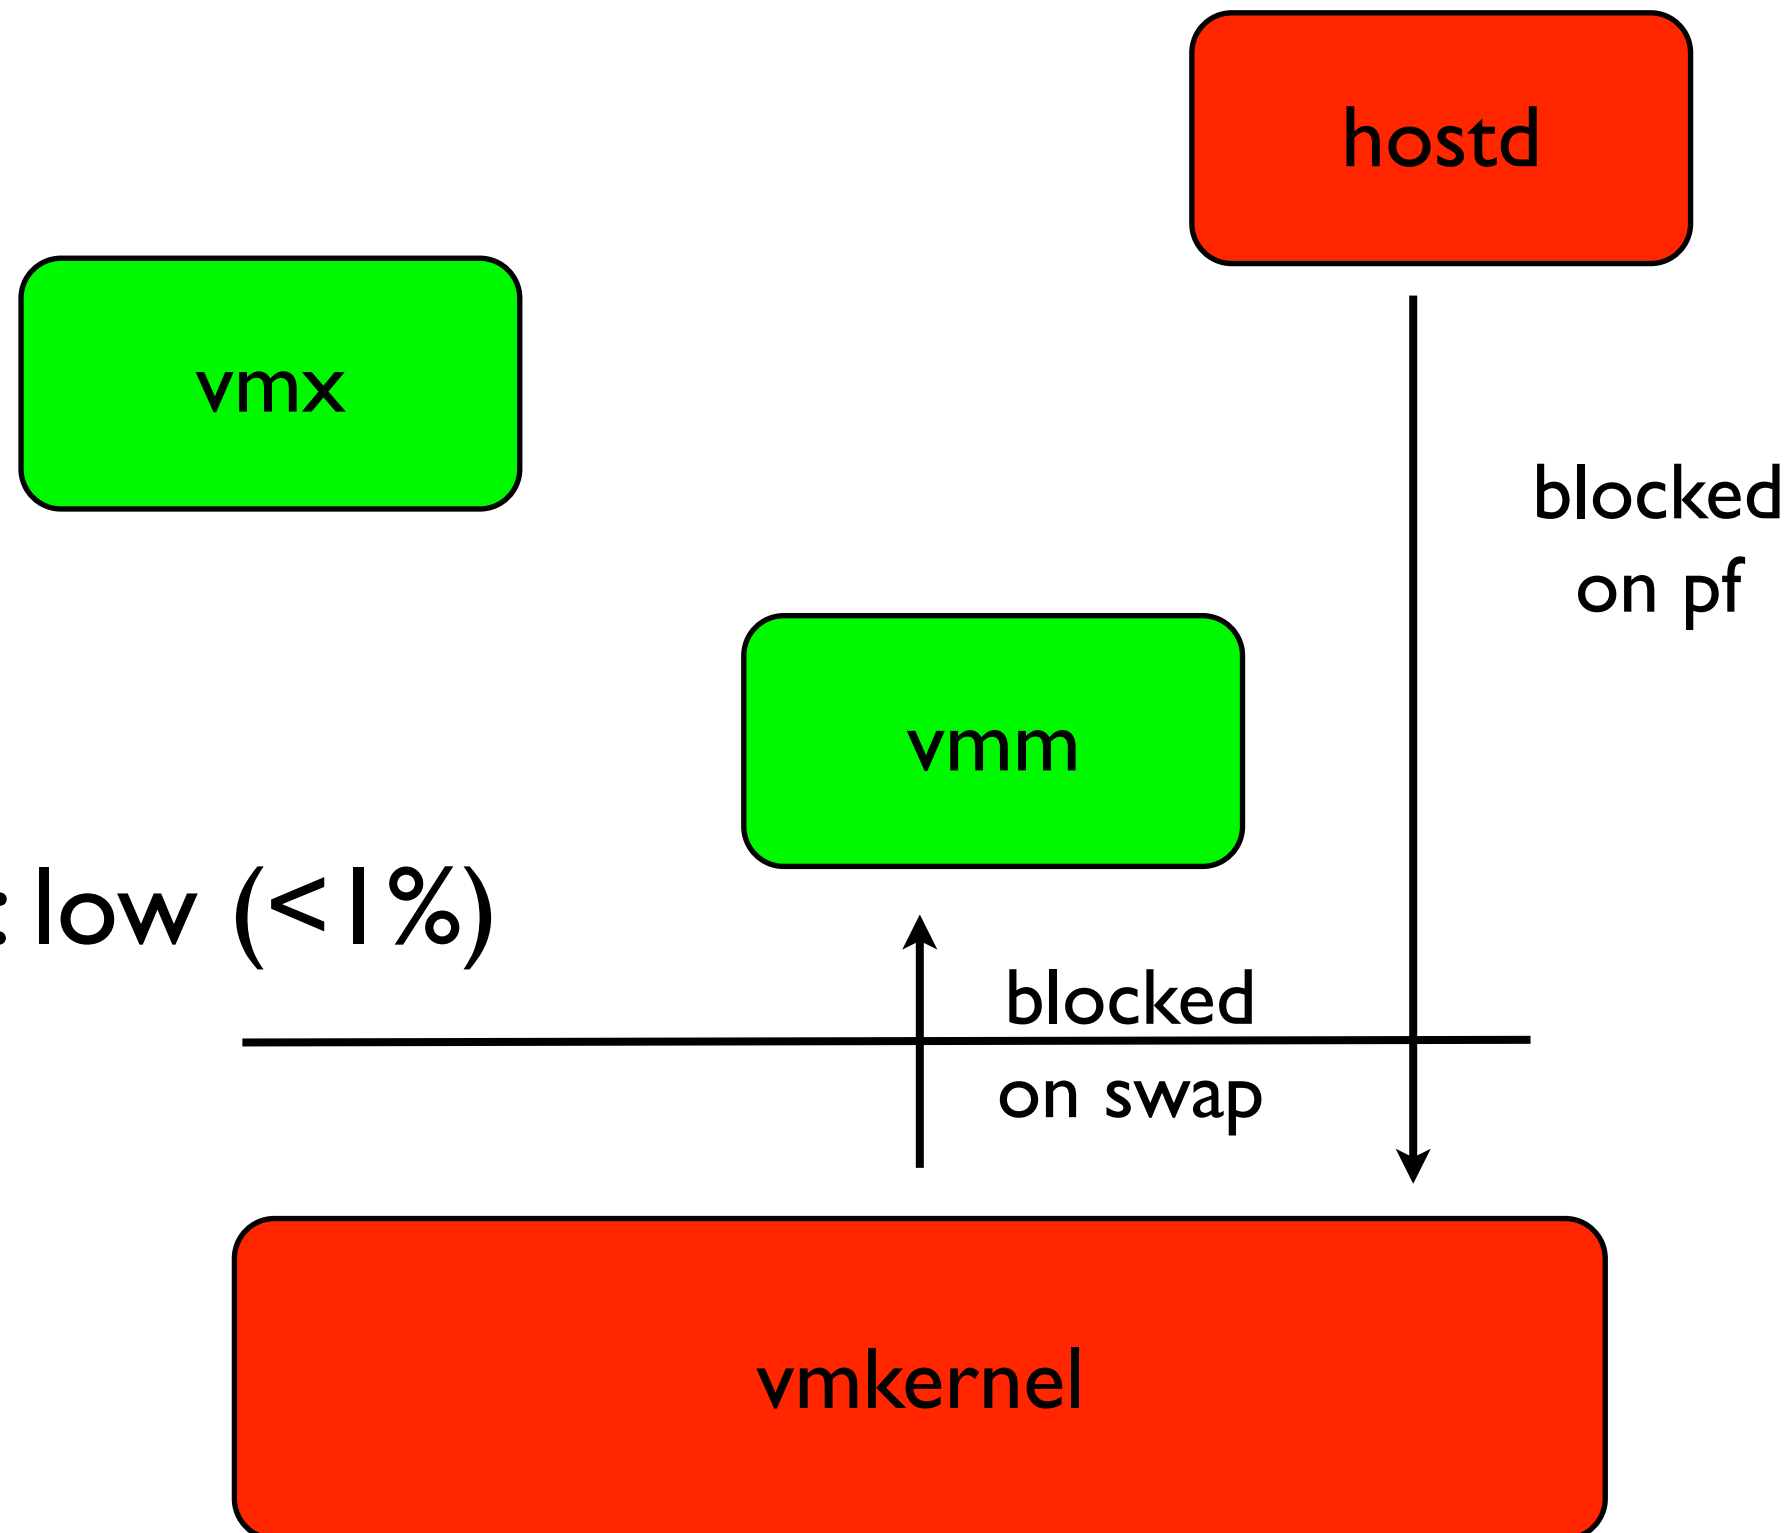 hostd
vmx
blocked
on pf
vmm
: low (<1%)
blocked
on swap
vmkernel